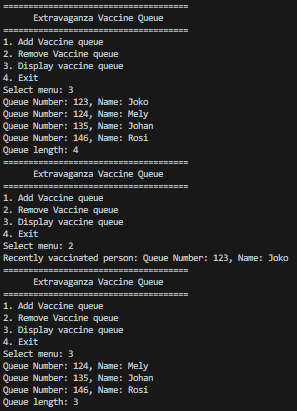 ====================================
Extravaganza Vaccine Queue
====================================
1. Add Vaccine queue
2. Remove Vaccine queue
3. Display vaccine queue
4. Exit
Select menu: 3
Queue Number: 123, Name: Joko
Queue Number: 124, Name: Mely
Queue Number: 135, Name: Johan
Queue Number: 146, Name: Rosi
Queue length: 4
====================================
Extravaganza Vaccine Queue
====================================
1. Add Vaccine queue
2. Remove Vaccine queue
3. Display vaccine queue
4. Exit
Select menu: 2
Recently vaccinated person: Queue Number: 123, Name: Joko
====================================
Extravaganza Vaccine Queue
====================================
1. Add Vaccine queue
2. Remove Vaccine queue
3. Display vaccine queue
4. Exit
Select menu: 3
Queue Number: 124, Name: Mely
Queue Number: 135, Name: Johan
Queue Number: 146, Name: Rosi
Queue length: 3